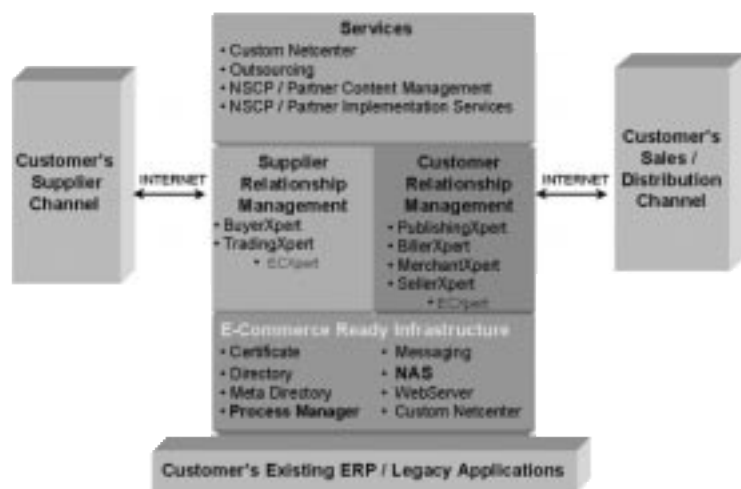 Services
• Custom Netcenter
• Outsourcing
• NSCP / Partner Content Management
• NSCP / Partner Implementation Services
Customer's
Supplier
Channel
INTERNET
Supplier
Relationship
Management
• BuyerXpert
• TradingXpert
• ECXpert
Customer
Relationship
Management
• PublishingXpert
• BillerXpert
• MerchantXpert
• SellerXpert
• ECXpert
INTERNET
Customer's
Sales /
Distribution
Channel
E-Commerce Ready Infrastructure
• Certificate
• Directory
• Meta Directory
• Process Manager
• Messaging
• NAS
• WebServer
• Custom Netcenter
Customer's Existing ERP / Legacy Applications